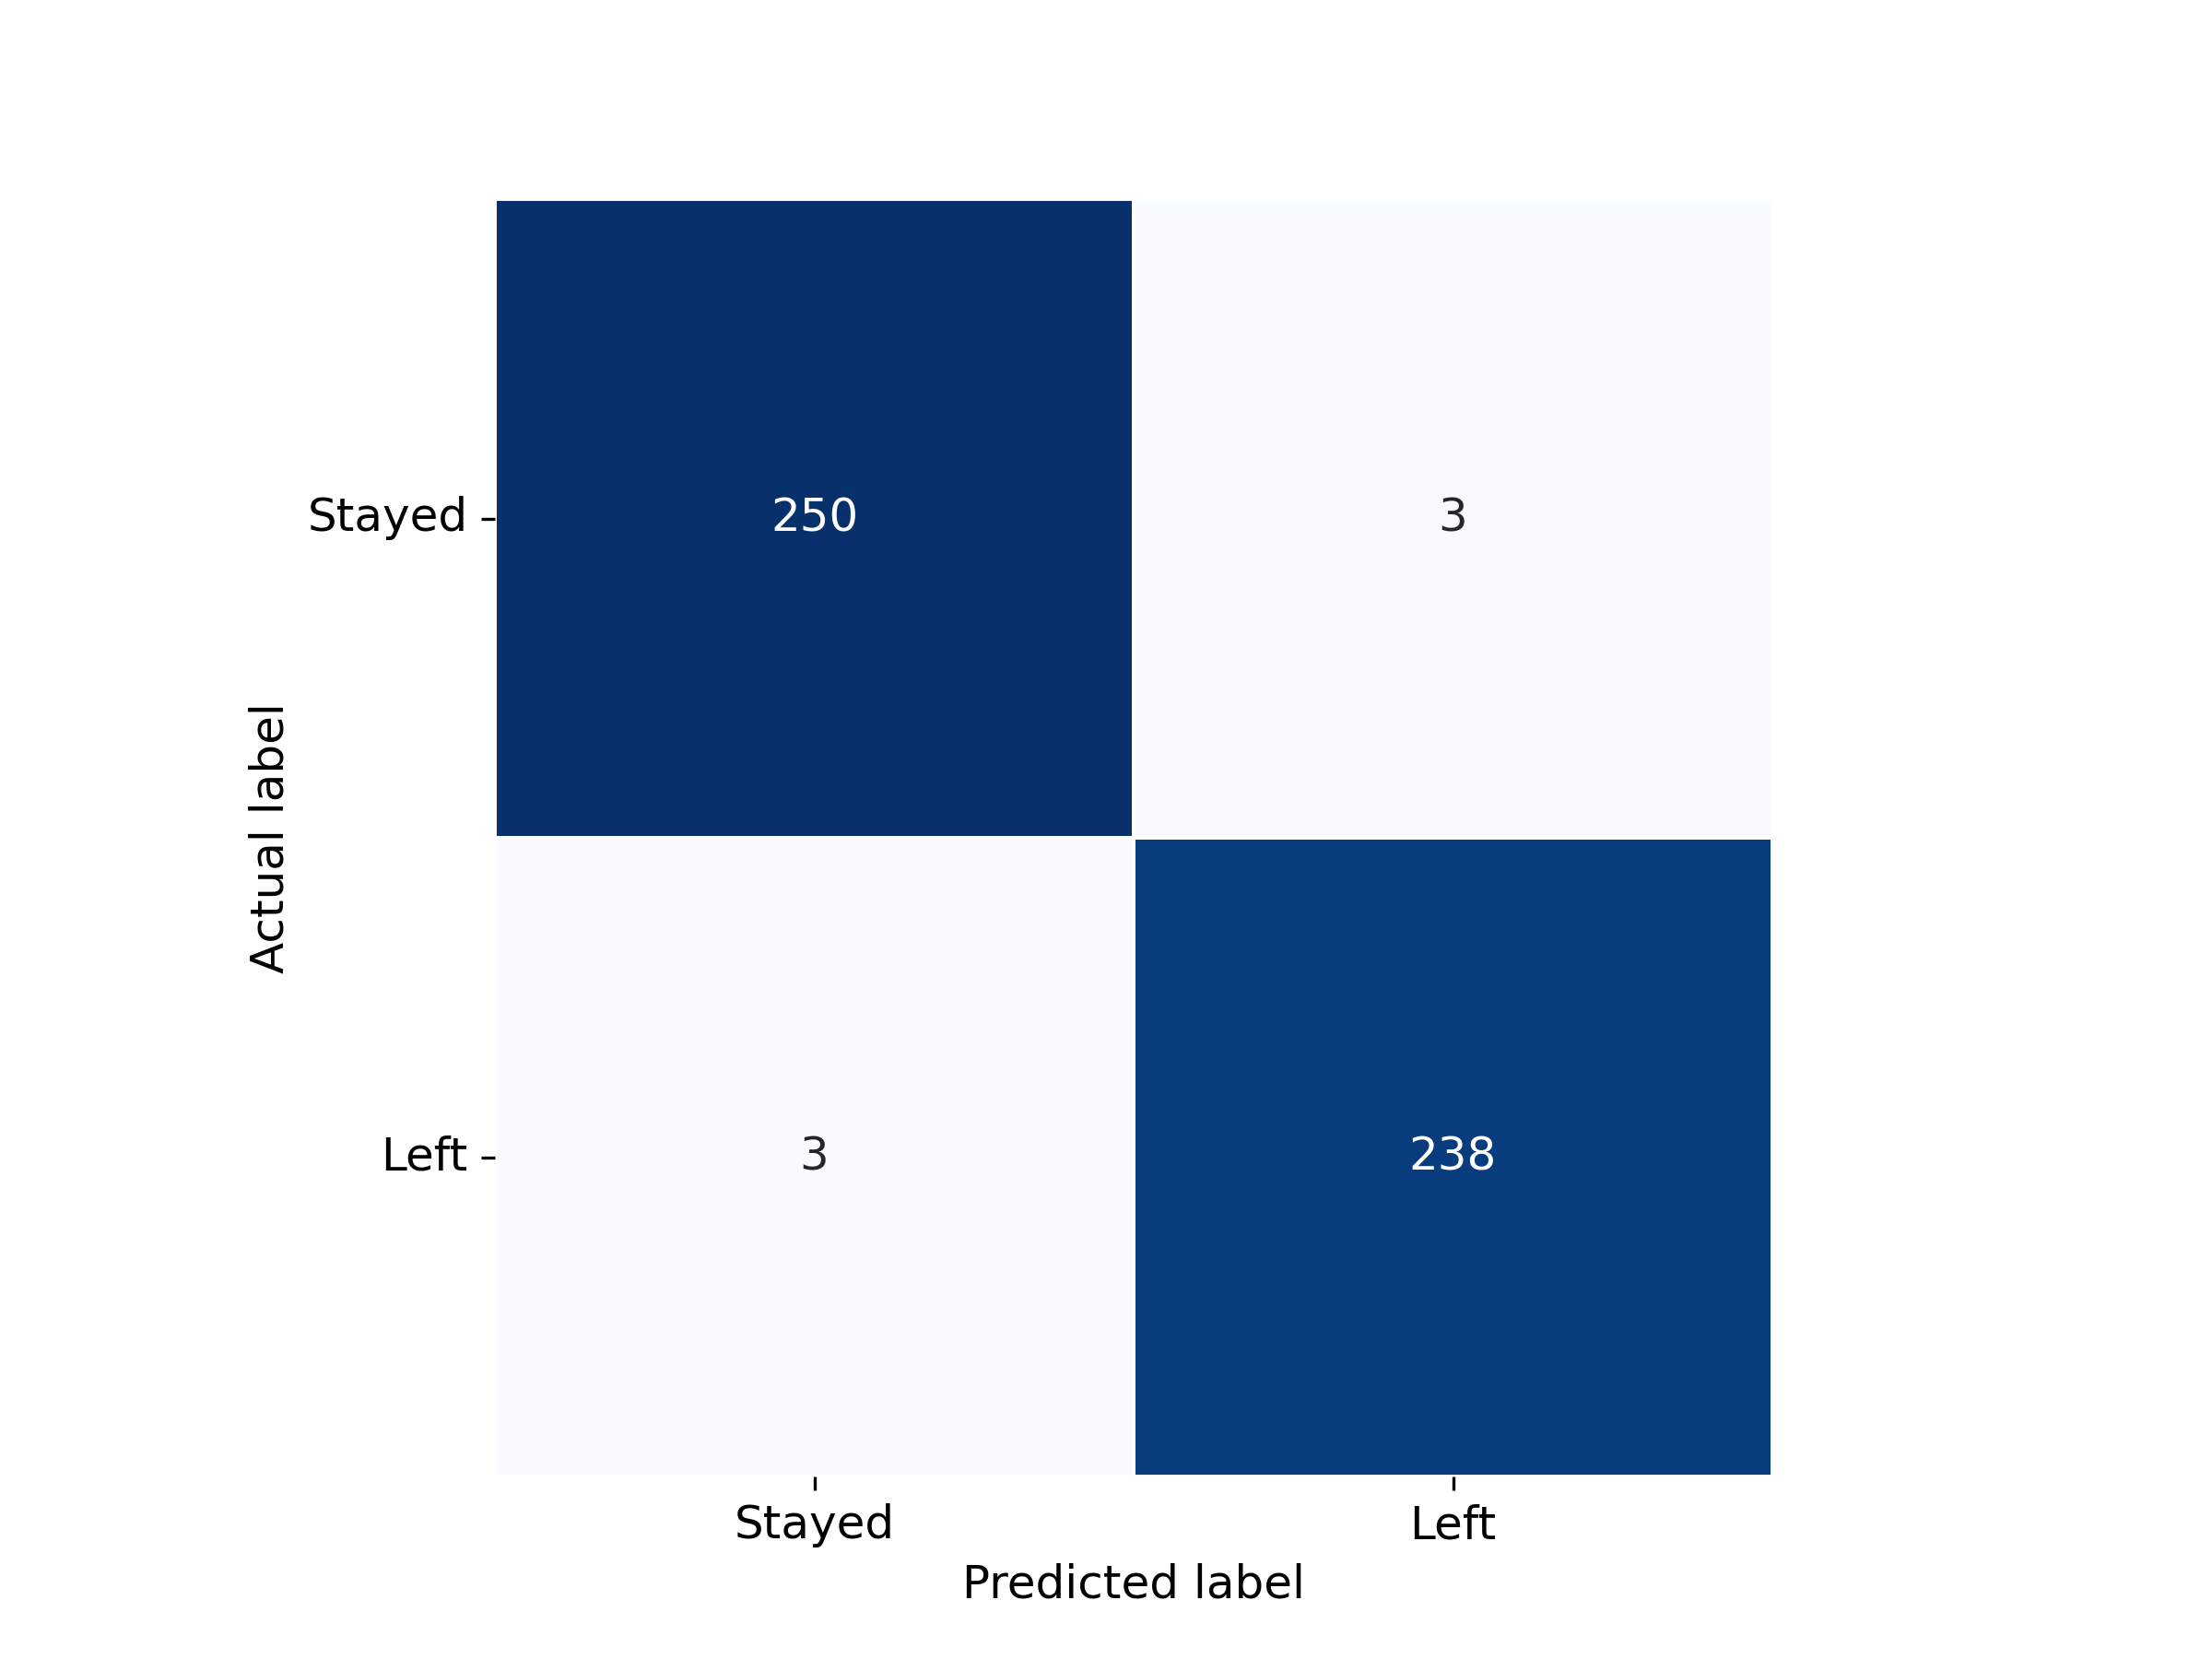 Stayed
250
3
Actual label
Left
3
238
Stayed
Left
Predicted label